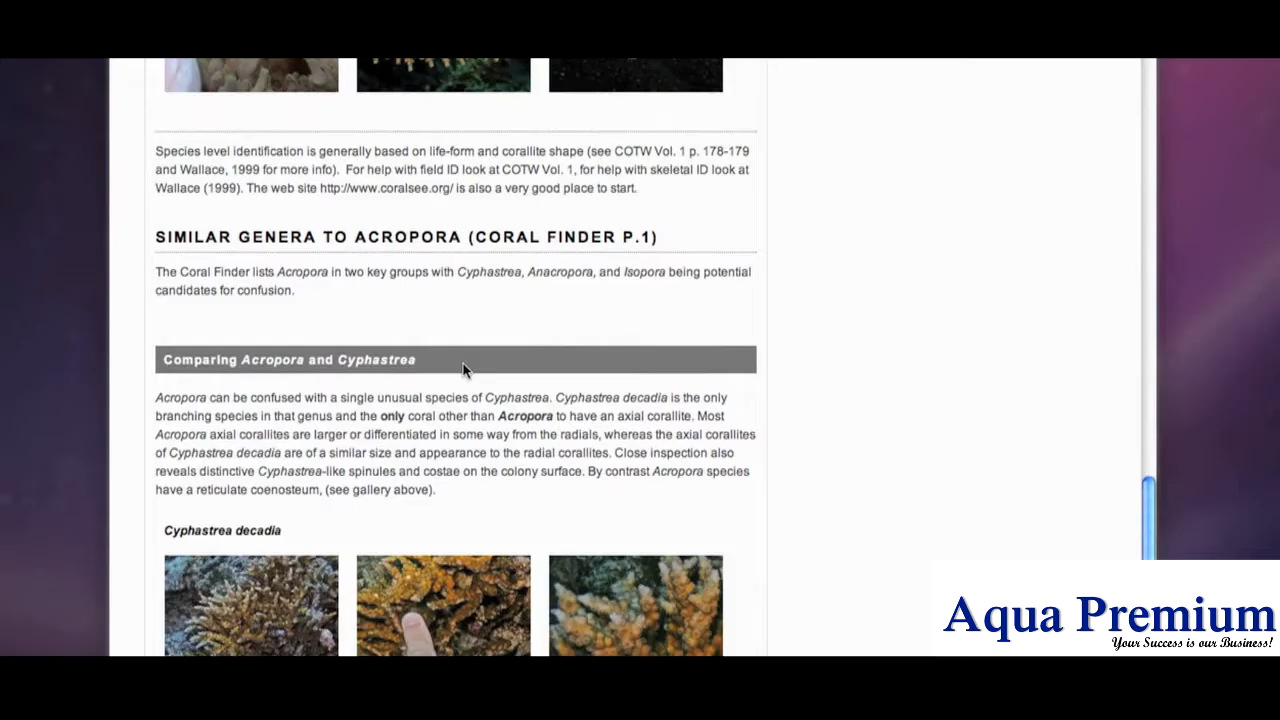 Species level identification is generally based on life-form and corallite shape (see COTW Vol. 1 p. 178-179
and Wallace, 1999 for more info).  For help with field ID look at COTW Vol. 1, for help with skeletal ID look at
Wallace (1999). The web site http://www.coralsee.org/ is also a very good place to start.
SIMILAR GENERA TO ACROPORA (CORAL FINDER P.1)
The Coral Finder lists Acropora in two key groups with Cyphastrea, Anacropora, and Isopora being potential
candidates for confusion.
Comparing Acropora and Cyphastrea
Acropora can be confused with a single unusual species of Cyphastrea. Cyphastrea decadia is the only
branching species in that genus and the only coral other than Acropora to have an axial corallite. Most
Acropora axial corallites are larger or differentiated in some way from the radials, whereas the axial corallites
of Cyphastrea decadia are of a similar size and appearance to the radial corallites. Close inspection also
reveals distinctive Cyphastrea-like spinules and costae on the colony surface. By contrast Acropora species
have a reticulate coenosteum, (see gallery above).
Cyphastrea decadia
Aqua Premium
Your Success is our Business!